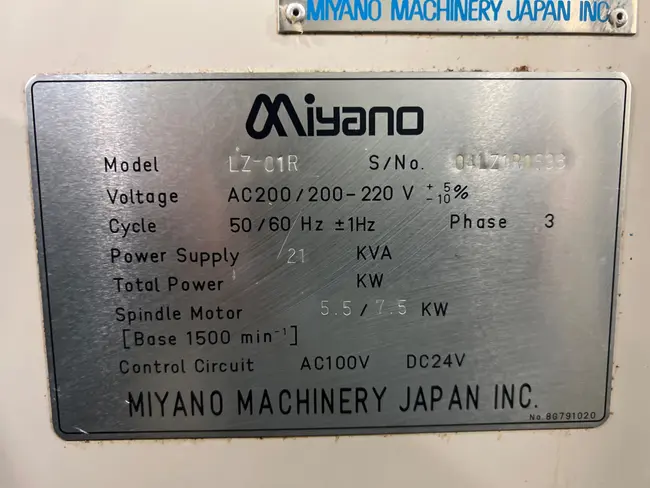 MIYANO MACHINERY JAPAN INC.
Miyano
Model LZ-01R S/No.
Voltage AC200/200-220 V + 5 - 10 %
Cycle 50/60 Hz ±1Hz Phase 3
Power Supply 21 KVA
Total Power KW
Spindle Motor 5.5 / 7.5 KW
[Base 1500 min⁻¹]
Control Circuit AC100V DC24V
MIYANO MACHINERY JAPAN INC.
No. 8G791020